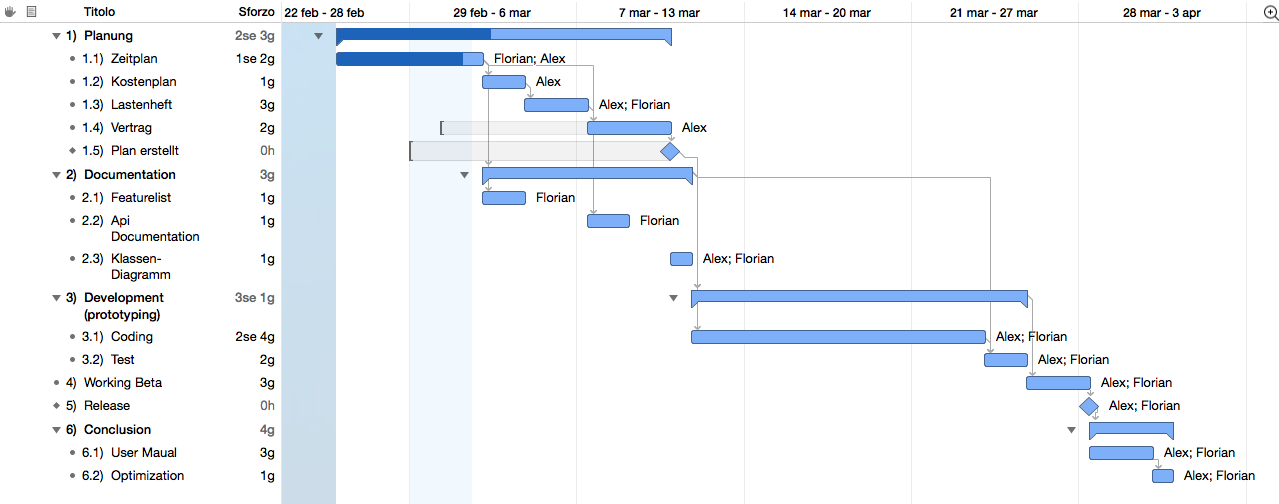 Titolo Sforzo 22 feb - 28 feb 29 feb - 6 mar 7 mar - 13 mar 14 mar - 20 mar 21 mar - 27 mar 28 mar - 3 apr
1) Planung 2se 3g
1.1) Zeitplan 1se 2g Florian; Alex
1.2) Kostenplan 1g Alex
1.3) Lastenheft 3g Alex; Florian
1.4) Vertrag 2g Alex
1.5) Plan erstellt 0h
2) Documentation 3g
2.1) Featurelist 1g Florian
2.2) Api 1g Florian
Documentation
2.3) Klassen- 1g Alex; Florian
Diagramm
3) Development 3se 1g
(prototyping)
3.1) Coding 2se 4g Alex; Florian
3.2) Test 2g Alex; Florian
4) Working Beta 3g Alex; Florian
5) Release 0h Alex; Florian
6) Conclusion 4g
6.1) User Maual 3g Alex; Florian
6.2) Optimization 1g Alex; Florian